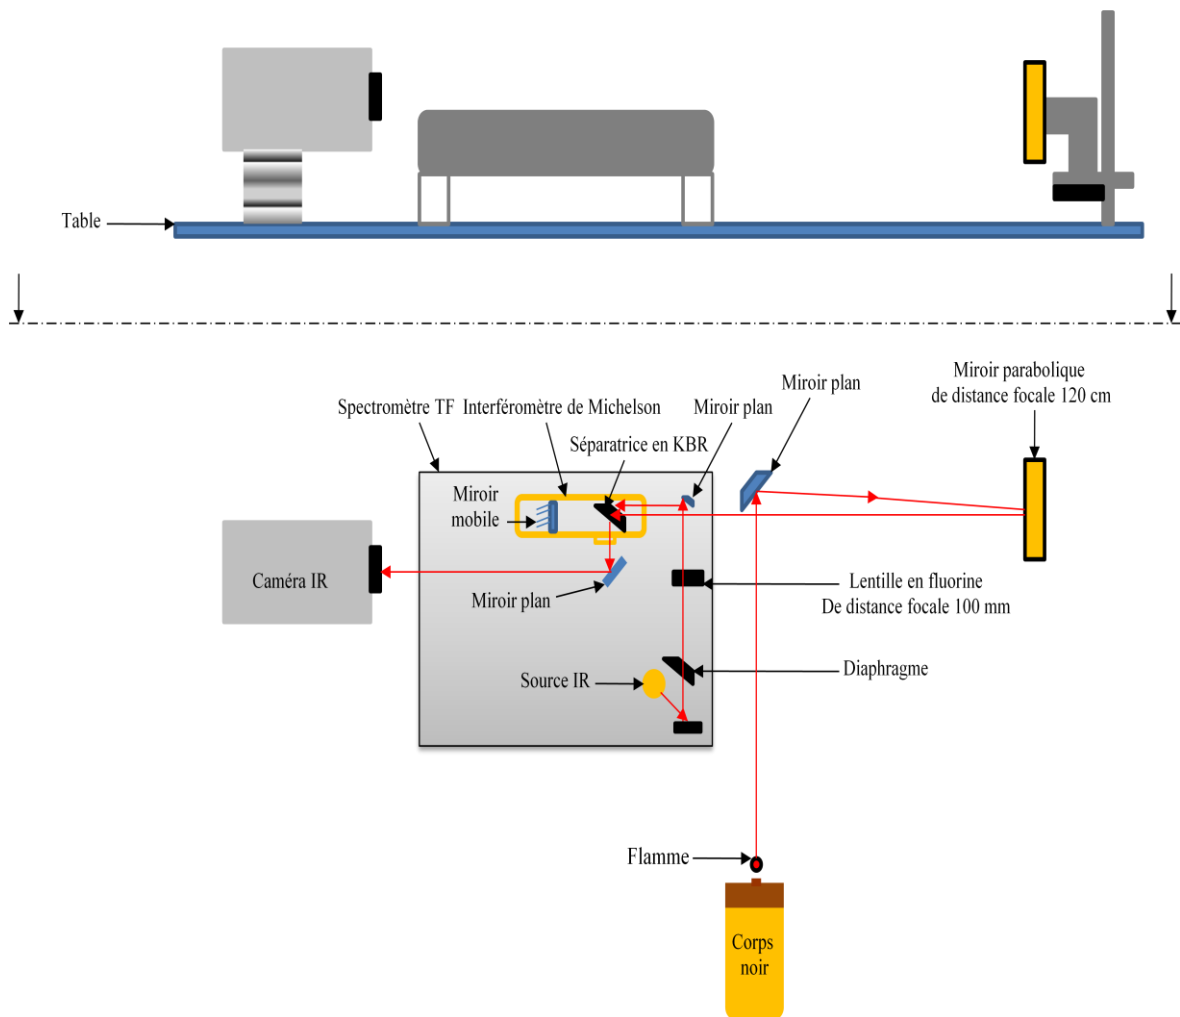 Table
Miroir parabolique
de distance focale 120 cm
Miroir plan
Spectromètre TF
Interféromètre de Michelson
Miroir plan
Séparatrice en KBR
Miroir
mobile
Caméra IR
Miroir plan
Lentille en fluorine
De distance focale 100 mm
Source IR
Diaphragme
Flamme
Corps
noir